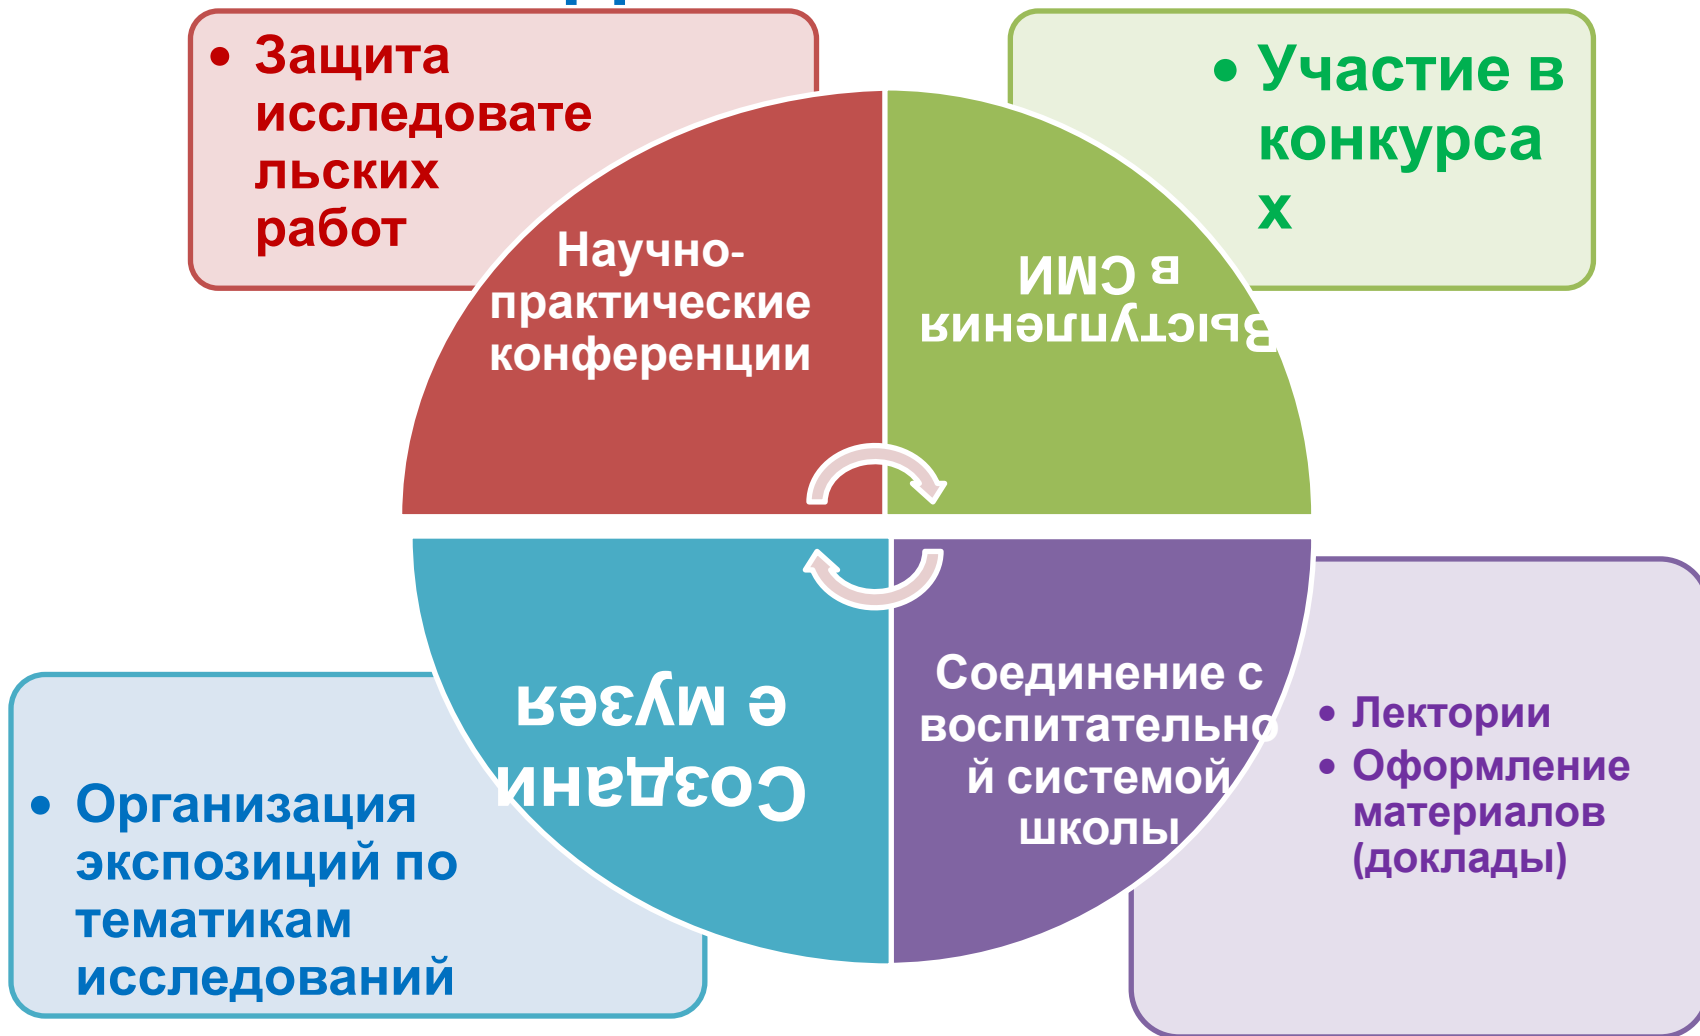 • Защита
исследовате
льских
работ
• Участие в
конкурса
х
Научно-
практические
конференции
Выступления
в СМИ
Создани
е музея
Соединение с
воспитательно
й системой
школы
• Организация
экспозиций по
тематикам
исследований
• Лектории
• Оформление
материалов
(доклады)